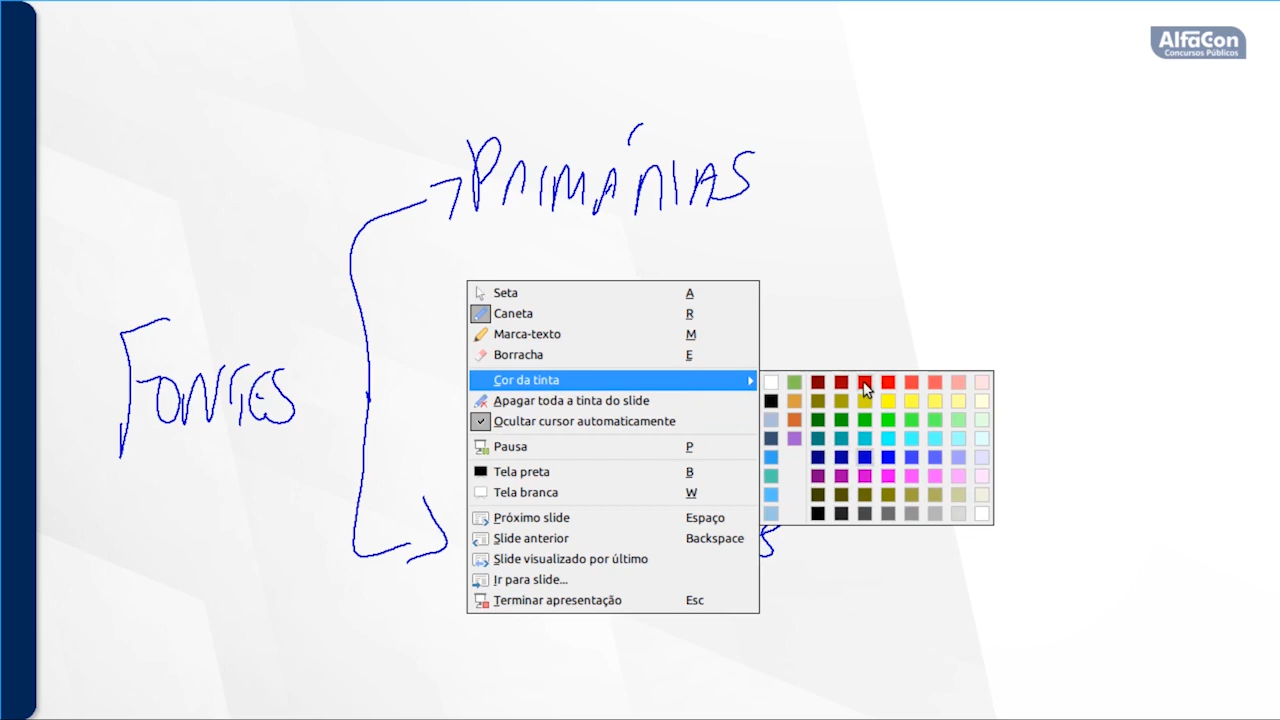 AlfaCon
Concursos Públicos
PRIMÁRIAS
FONTES
Seta A
Caneta R
Marca-texto M
Borracha E
Cor da tinta
Apagar toda a tinta do slide
Ocultar cursor automaticamente
Pausa P
Tela preta B
Tela branca W
Próximo slide Espaço
Slide anterior Backspace
Slide visualizado por último
Ir para slide...
Terminar apresentação Esc